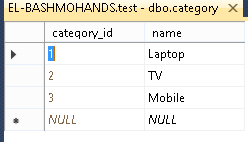 EL-BASHMOHANDS.test - dbo.category
category_id name
1 Laptop
2 TV
3 Mobile
NULL NULL